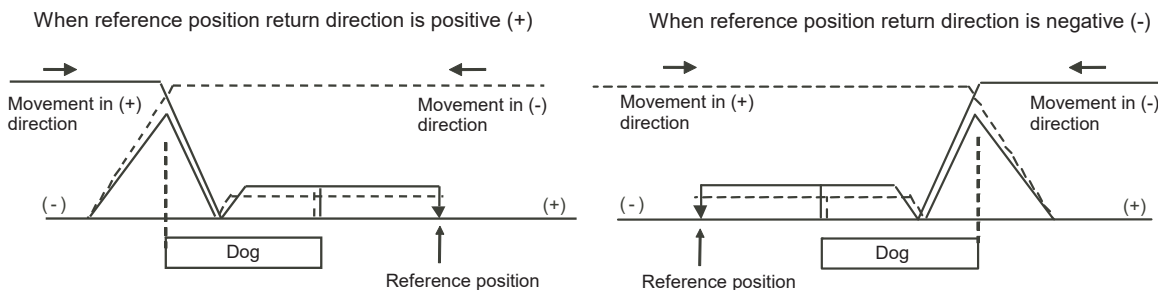 When reference position return direction is positive (+)
Movement in (+)
direction
Movement in (-)
direction
(-)
(+)
Dog
Reference position
When reference position return direction is negative (-)
Movement in (+)
direction
Movement in (-)
direction
(-)
(+)
Dog
Reference position